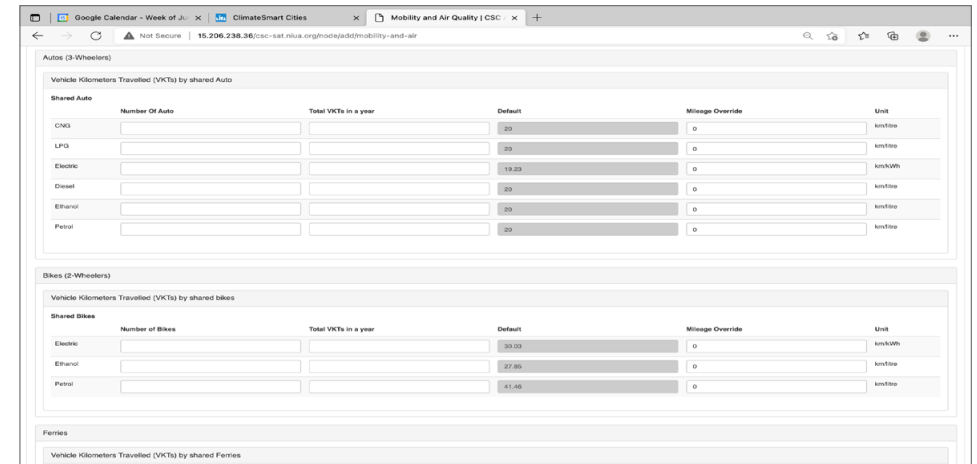 Google Calendar - Week of Ju
ClimateSmart Cities
Mobility and Air Quality | CSC
Not Secure | 15.206.238.36/csc-sat.niua.org/node/add/mobility-and-air
Autos (3-Wheelers)
Vehicle Kilometers Travelled (VKTs) by shared Auto
Shared Auto
Number Of Auto Total VKTs in a year Default Mileage Override Unit
CNG 20 0 km/litre
LPG 20 0 km/litre
Electric 19.23 0 km/kWh
Diesel 20 0 km/litre
Ethanol 20 0 km/litre
Petrol 20 0 km/litre
Bikes (2-Wheelers)
Vehicle Kilometers Travelled (VKTs) by shared bikes
Shared Bikes
Number of Bikes Total VKTs in a year Default Mileage Override Unit
Electric 0 km/kWh
Ethanol 27.85 0 km/litre
Petrol 0 km/litre
Ferries
Vehicle Kilometers Travelled (VKTs) by shared Ferries